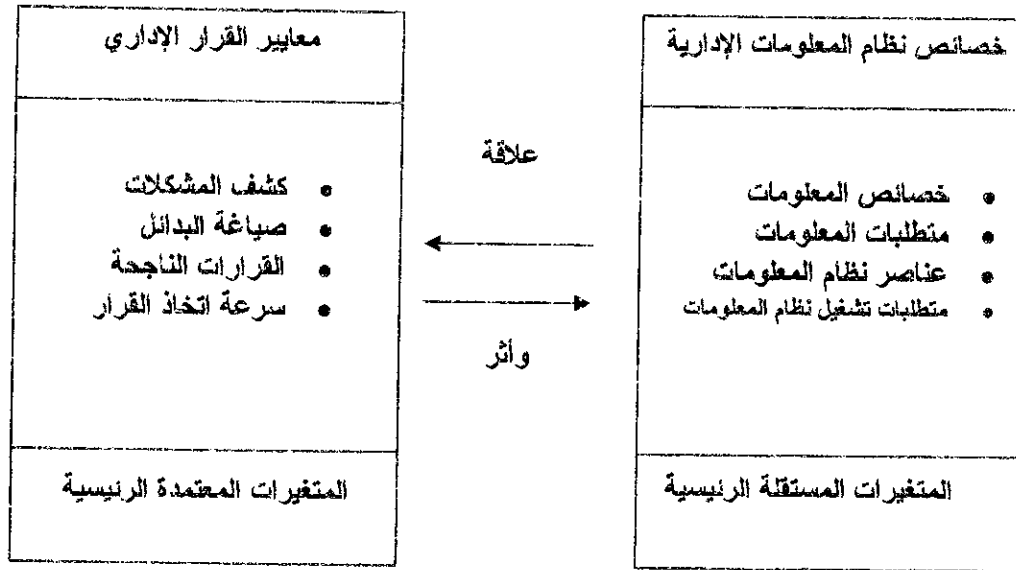 خصائص نظام المعلومات الإدارية
• خصائص المعلومات
• متطلبات المعلومات
• عناصر نظام المعلومات
• متطلبات تشغيل نظام المعلومات
المتغيرات المستقلة الرئيسية
علاقة
وأثر
معايير القرار الإداري
• كشف المشكلات
• صياغة البدائل
• القرارات الناجحة
• سرعة اتخاذ القرار
المتغيرات المعتمدة الرئيسية